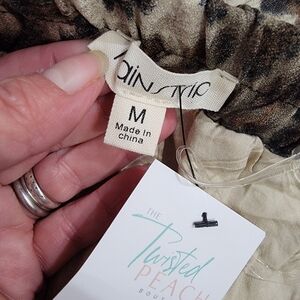 M
Made in
china
THE
Twisted
PEACH